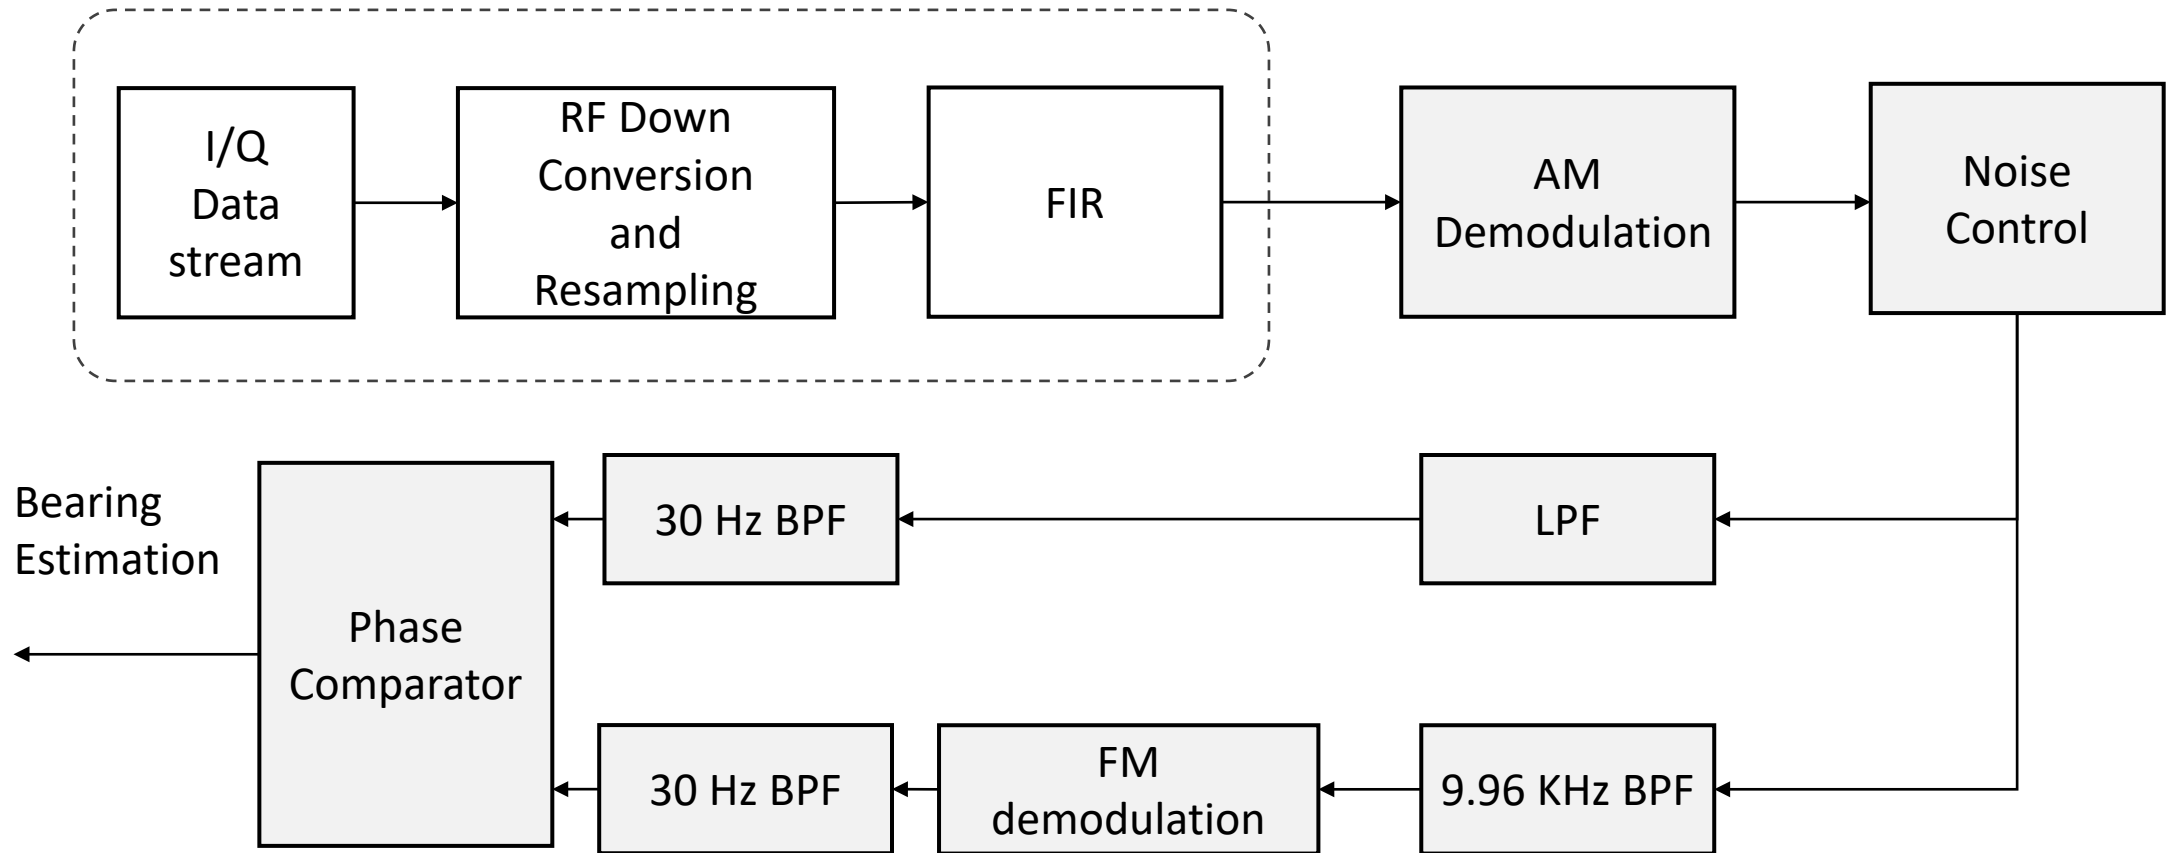 I/Q
Data
stream
RF Down
Conversion
and
Resampling
FIR
AM
Demodulation
Noise
Control
Bearing
Estimation
Phase
Comparator
30 Hz BPF
LPF
30 Hz BPF
FM
demodulation
9.96 KHz BPF